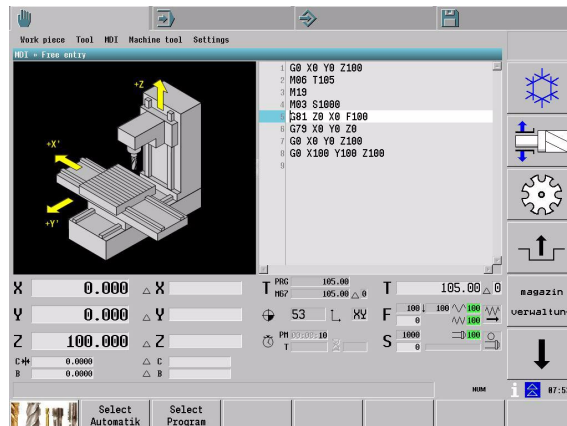 Work piece Tool MDI Machine tool Settings
MDI » Free entry
+Z
+X'
+Y'
1 G0 X0 Y0 Z100
2 M06 T105
3 M19
4 M03 S1000
5 G81 Z0 X0 F100
6 G79 X0 Y0 Z0
7 G0 X0 Y0 Z100
8 G0 X100 Y100 Z100
9
X 0.000 △ X
Y 0.000 △ Y
Z 100.000 △ Z
C 0.0000 △ C
B 0.0000 △ B
T PRG 105.00
M67 105.00 △ 0
T 105.00 △ 0
53
F 100 100 100
0 100
PM 00:00:10
T
S 1000 100
0
magazin
verwaltun
NUM
07:5
Select Automatik
Select Program